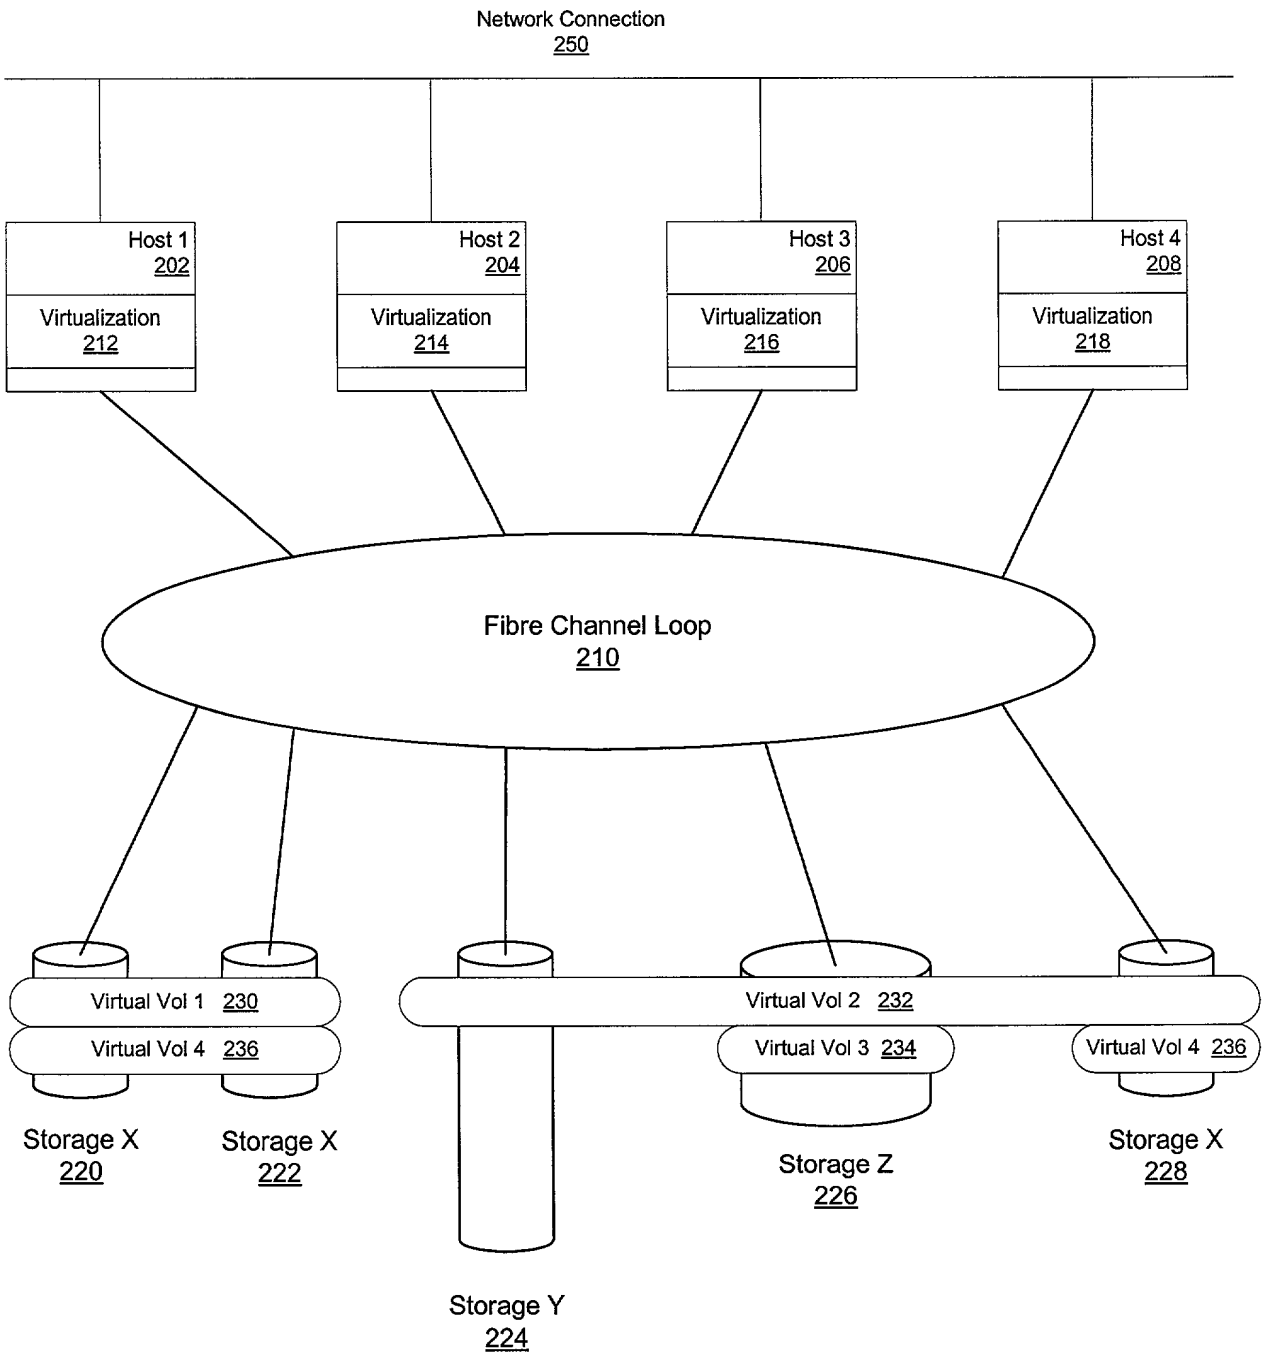 Network Connection
250
Host 1
202
Virtualization
212
Host 2
204
Virtualization
214
Host 3
206
Virtualization
216
Host 4
208
Virtualization
218
Fibre Channel Loop
210
Virtual Vol 1 230
Virtual Vol 4 236
Virtual Vol 2 232
Virtual Vol 3 234
Virtual Vol 4 236
Storage X
220
Storage X
222
Storage Y
224
Storage Z
226
Storage X
228